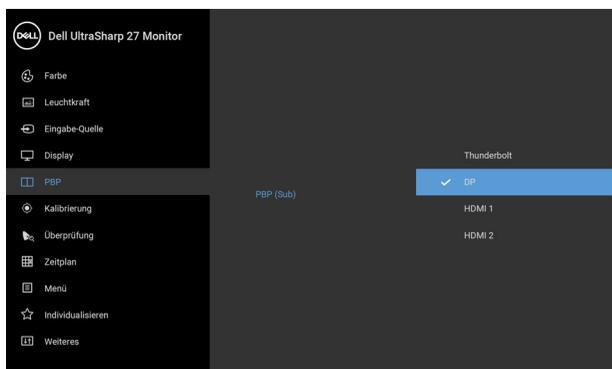 DELL Dell UltraSharp 27 Monitor
Farbe
Leuchtkraft
Eingabe-Quelle
Display
Thunderbolt
PBP
DP
PBP (Sub)
Kalibrierung
HDMI 1
Überprüfung
HDMI 2
Zeitplan
Menü
Individualisieren
Weiteres